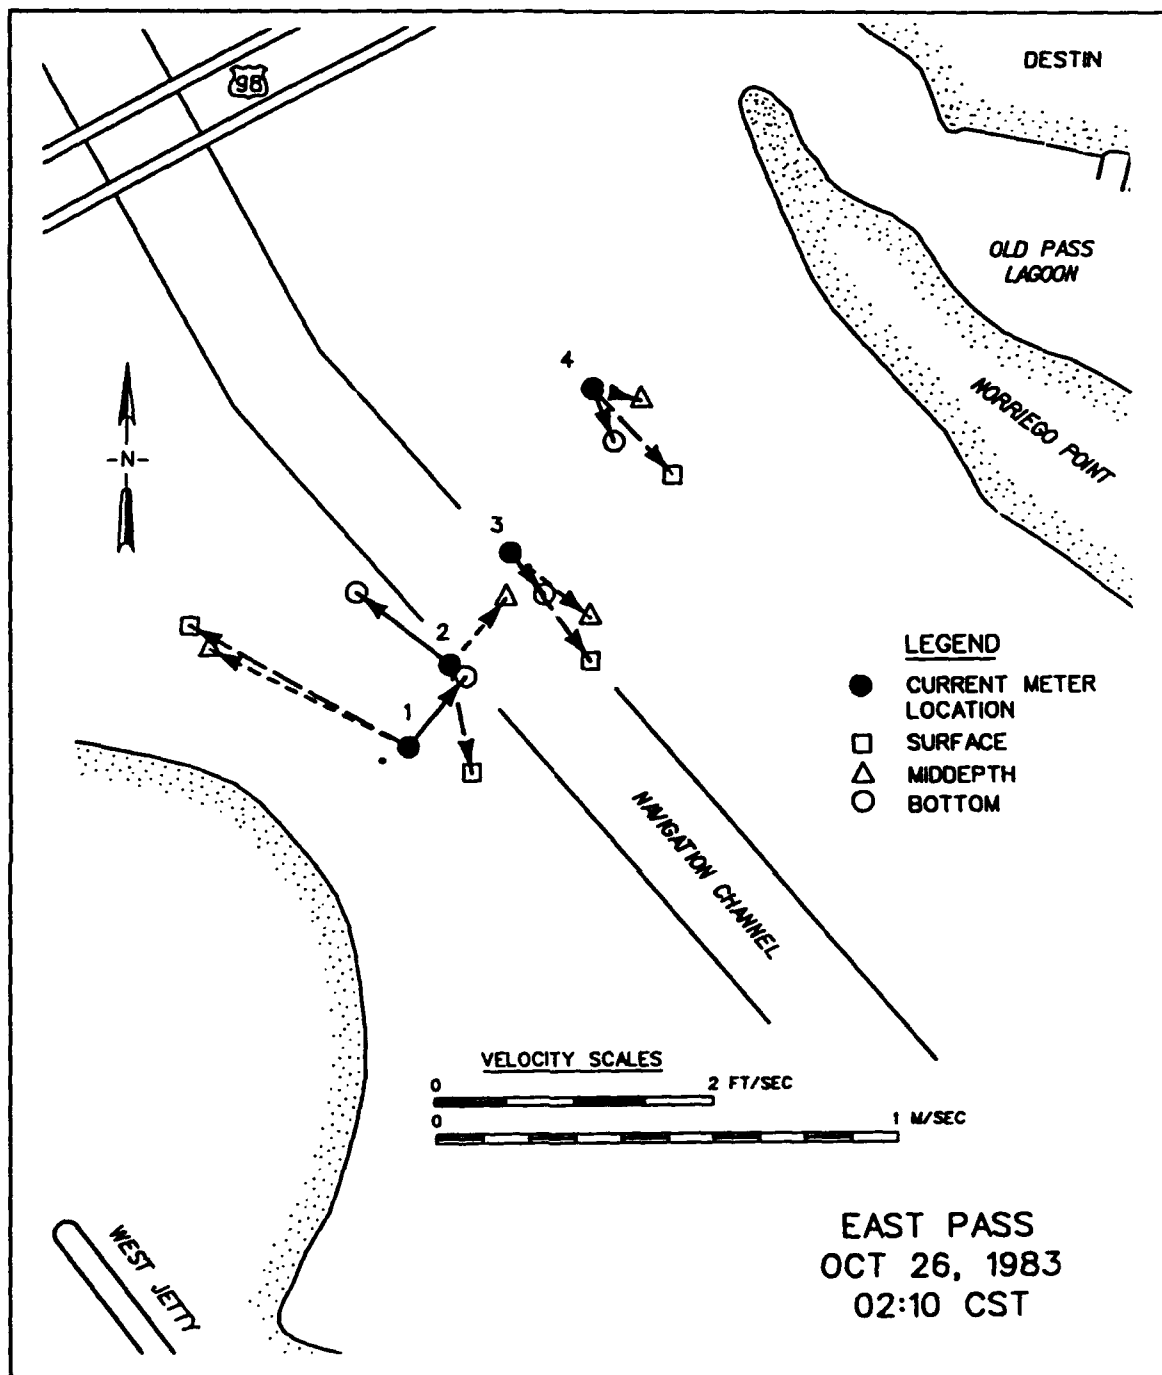 DESTIN
98
OLD PASS
LAGOON
NORRIEGO POINT
4
-N-
3
2
1
LEGEND
CURRENT METER
LOCATION
SURFACE
MIDDEPTH
BOTTOM
NAVIGATION CHANNEL
VELOCITY SCALES
0 2 FT/SEC
0 1 M/SEC
WEST JETTY
EAST PASS
OCT 26, 1983
02:10 CST